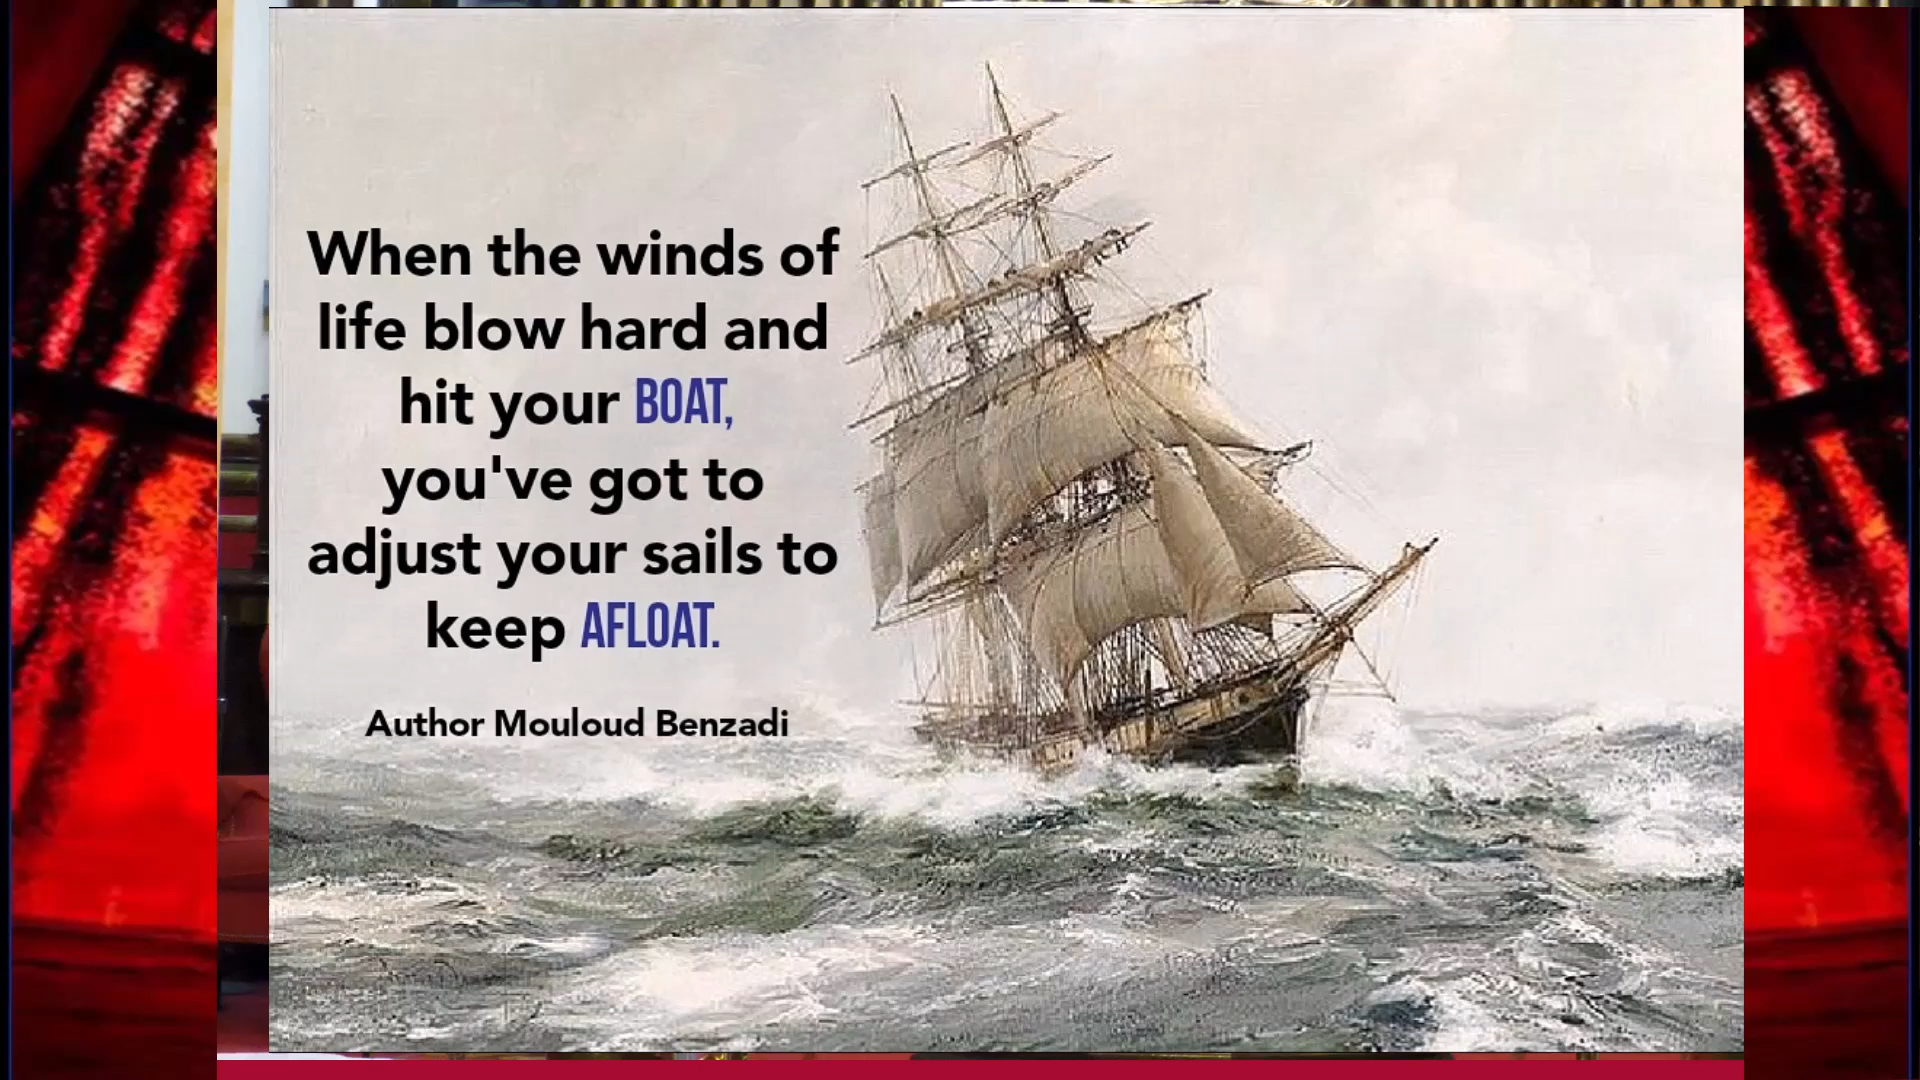 When the winds of
life blow hard and
hit your BOAT,
you've got to
adjust your sails to
keep AFLOAT.
Author Mouloud Benzadi